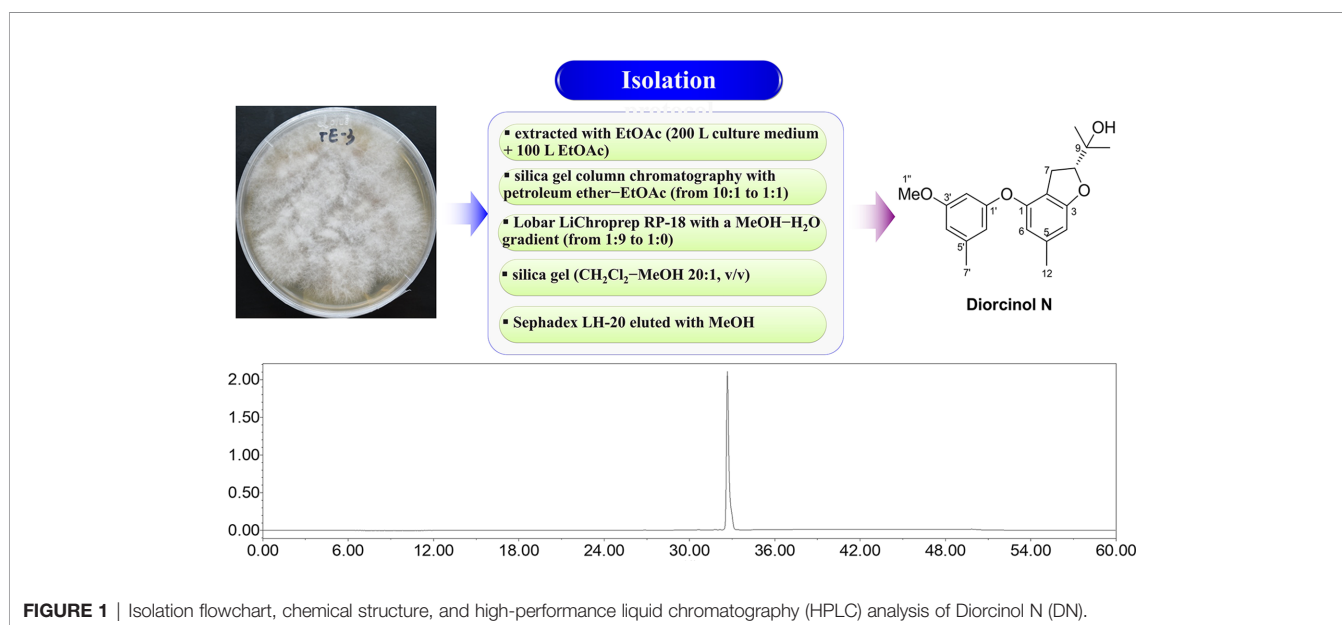 Isolation
TE-3
▪ extracted with EtOAc (200 L culture medium
+ 100 L EtOAc)
▪ silica gel column chromatography with
petroleum ether−EtOAc (from 10:1 to 1:1)
▪ Lobar LiChroprep RP-18 with a MeOH−H₂O
gradient (from 1:9 to 1:0)
▪ silica gel (CH₂Cl₂−MeOH 20:1, v/v)
▪ Sephadex LH-20 eluted with MeOH
OH
9
7
1"
MeO
3'
O
1'
1
O
3
5'
6
5
7'
12
Diorcinol N
2.00
1.50
1.00
0.50
0.00
0.00 6.00 12.00 18.00 24.00 30.00 36.00 42.00 48.00 54.00 60.00
FIGURE 1 | Isolation flowchart, chemical structure, and high-performance liquid chromatography (HPLC) analysis of Diorcinol N (DN).